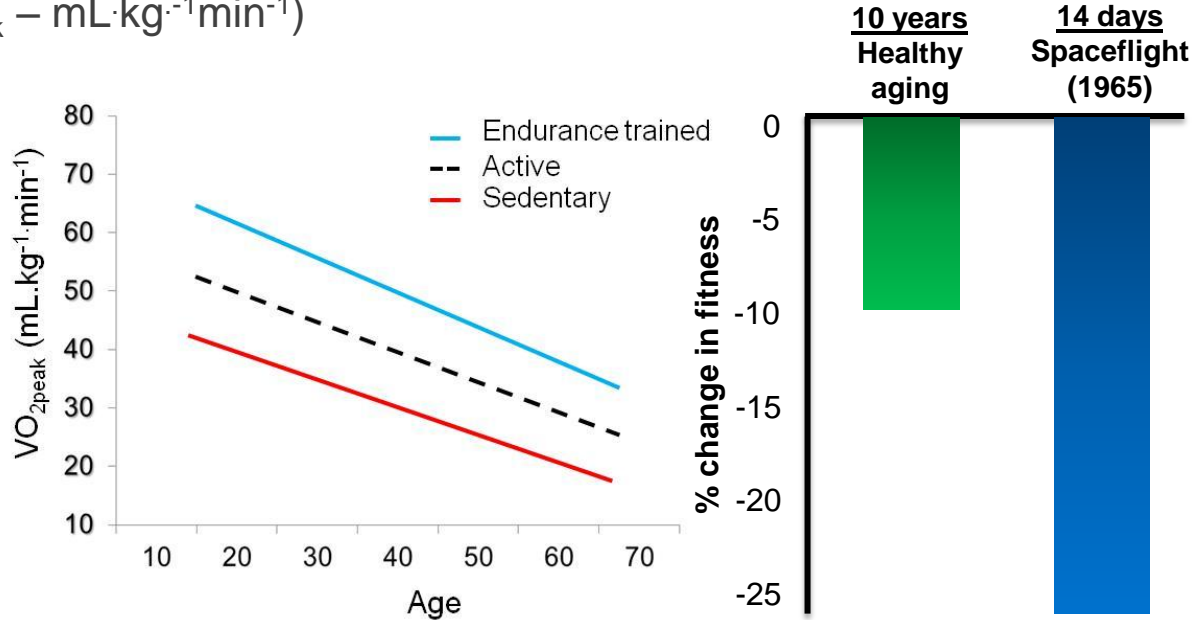 – mL·kg·⁻¹min⁻¹)
80
70
60
50
40
30
20
10
VO₂peak (mL.kg⁻¹·min⁻¹)
Endurance trained
Active
Sedentary
10 20 30 40 50 60 70
Age
10 years
Healthy
aging
14 days
Spaceflight
(1965)
0
-5
-10
-15
-20
-25
% change in fitness